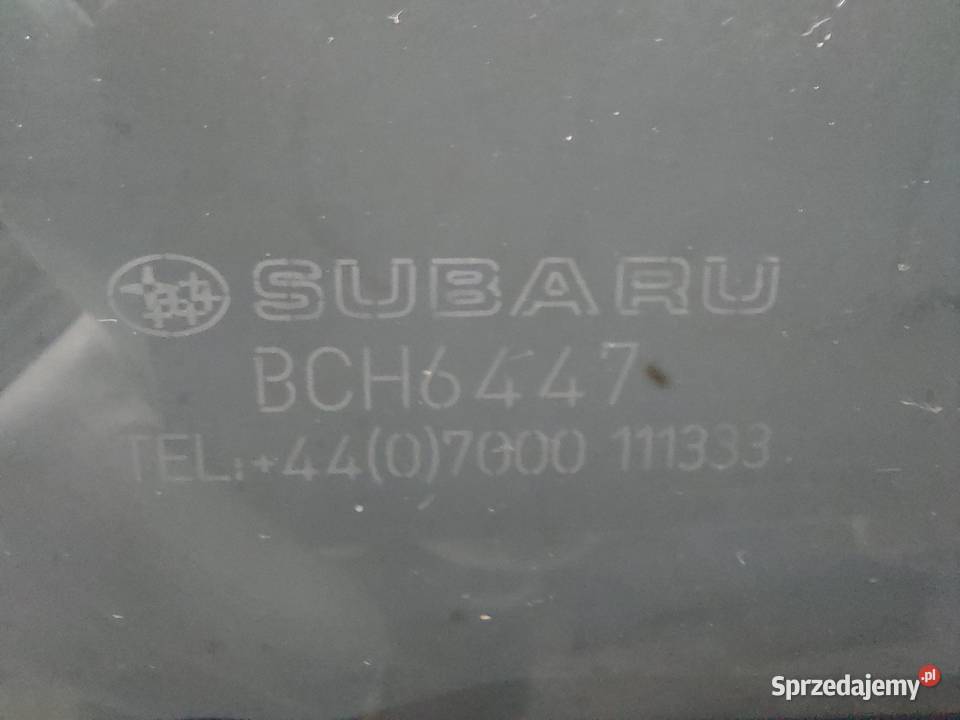 SUBARU
BCH6447
TEL:+44(0)7000 111333
Sprzedajemy.pl